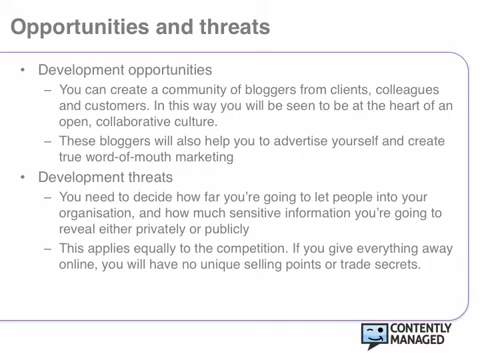 Opportunities and threats
• Development opportunities
– You can create a community of bloggers from clients, colleagues
and customers. In this way you will be seen to be at the heart of an
open, collaborative culture.
– These bloggers will also help you to advertise yourself and create
true word-of-mouth marketing
• Development threats
– You need to decide how far you're going to let people into your
organisation, and how much sensitive information you're going to
reveal either privately or publicly
– This applies equally to the competition. If you give everything away
online, you will have no unique selling points or trade secrets.
CONTENTLY
MANAGED